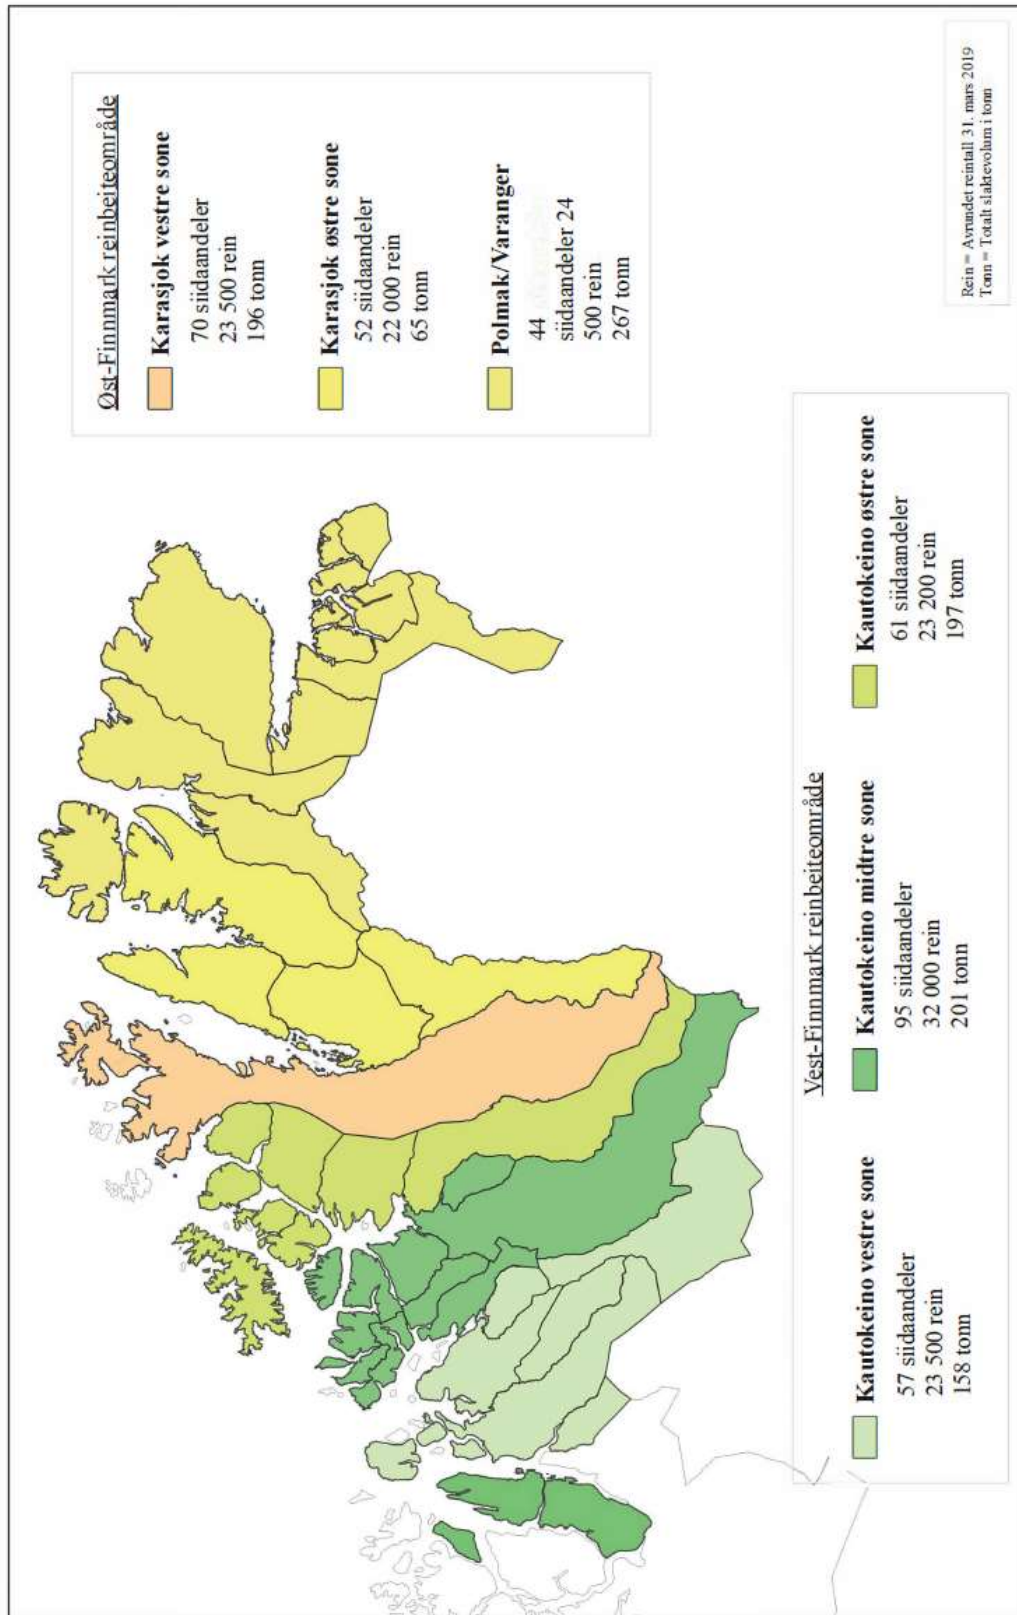 Øst-Finnmark reinbeiteområde
Karasjok vestre sone
70 siidaandeler
23 500 rein
196 tonn
Karasjok østre sone
52 siidaandeler
22 000 rein
65 tonn
Polmak/Varanger
44
siidaandeler 24
500 rein
267 tonn
Vest-Finnmark reinbeiteområde
Kautokeino vestre sone
57 siidaandeler
23 500 rein
158 tonn
Kautokeino midtre sone
95 siidaandeler
32 000 rein
201 tonn
Kautokeino østre sone
61 siidaandeler
23 200 rein
197 tonn
Rein = Avrundet reintall 31. mars 2019
Tonn = Totalt slaktevolum i tonn